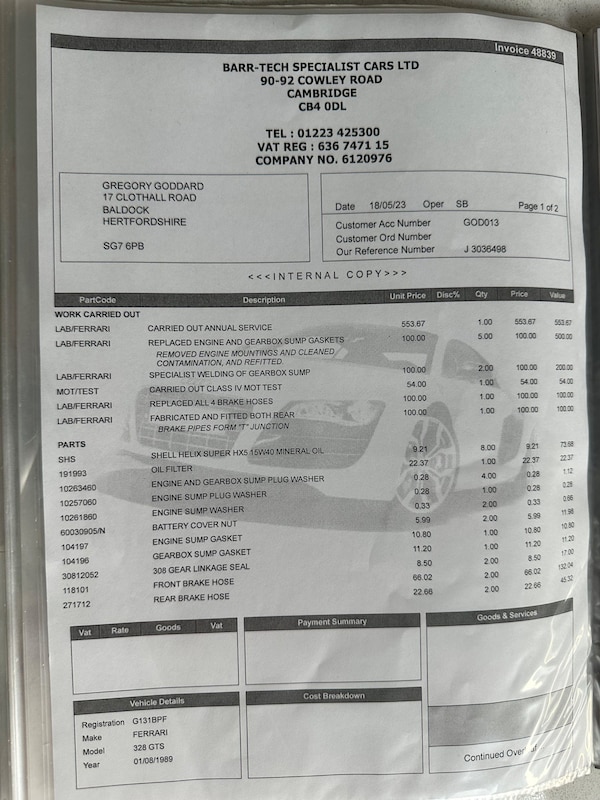 Invoice 48839
BARR-TECH SPECIALIST CARS LTD
90-92 COWLEY ROAD
CAMBRIDGE
CB4 0DL
TEL : 01223 425300
VAT REG : 636 7471 15
COMPANY NO. 6120976
GREGORY GODDARD
17 CLOTHALL ROAD
BALDOCK
HERTFORDSHIRE
SG7 6PB
Date 18/05/23 Oper SB Page 1 of 2
Customer Acc Number GOD013
Customer Ord Number
Our Reference Number J 3036498
<<<INTERNAL COPY>>>
PartCode Description Unit Price Disc% Qty Price Value
WORK CARRIED OUT
LAB/FERRARI CARRIED OUT ANNUAL SERVICE 553.67 1.00 553.67 553.67
LAB/FERRARI REPLACED ENGINE AND GEARBOX SUMP GASKETS 100.00 5.00 100.00 500.00
REMOVED ENGINE MOUNTINGS AND CLEANED
CONTAMINATION, AND REFITTED.
LAB/FERRARI SPECIALIST WELDING OF GEARBOX SUMP 100.00 2.00 100.00 200.00
MOT/TEST CARRIED OUT CLASS IV MOT TEST 54.00 1.00 54.00 54.00
LAB/FERRARI REPLACED ALL 4 BRAKE HOSES 100.00 1.00 100.00 100.00
LAB/FERRARI FABRICATED AND FITTED BOTH REAR 100.00 1.00 100.00 100.00
BRAKE PIPES FORM "T" JUNCTION
PARTS
SHS SHELL HELIX SUPER HX5 15W40 MINERAL OIL 9.21 8.00 9.21 73.68
191993 OIL FILTER 22.37 1.00 22.37 22.37
10263460 ENGINE AND GEARBOX SUMP PLUG WASHER 0.28 4.00 0.28 1.12
10257060 ENGINE SUMP PLUG WASHER 0.28 1.00 0.28 0.28
10261860 ENGINE SUMP WASHER 0.33 2.00 0.33 0.66
60030905/N BATTERY COVER NUT 5.99 2.00 5.99 11.98
104197 ENGINE SUMP GASKET 10.80 1.00 10.80 10.80
104196 GEARBOX SUMP GASKET 11.20 1.00 11.20 11.20
30812052 308 GEAR LINKAGE SEAL 8.50 2.00 8.50 17.00
118101 FRONT BRAKE HOSE 66.02 2.00 66.02 132.04
271712 REAR BRAKE HOSE 22.66 2.00 22.66 45.32
Vat Rate Goods Vat
Payment Summary
Goods & Services
Vehicle Details
Cost Breakdown
Registration G131BPF
Make FERRARI
Model 328 GTS
Year 01/08/1989
Continued